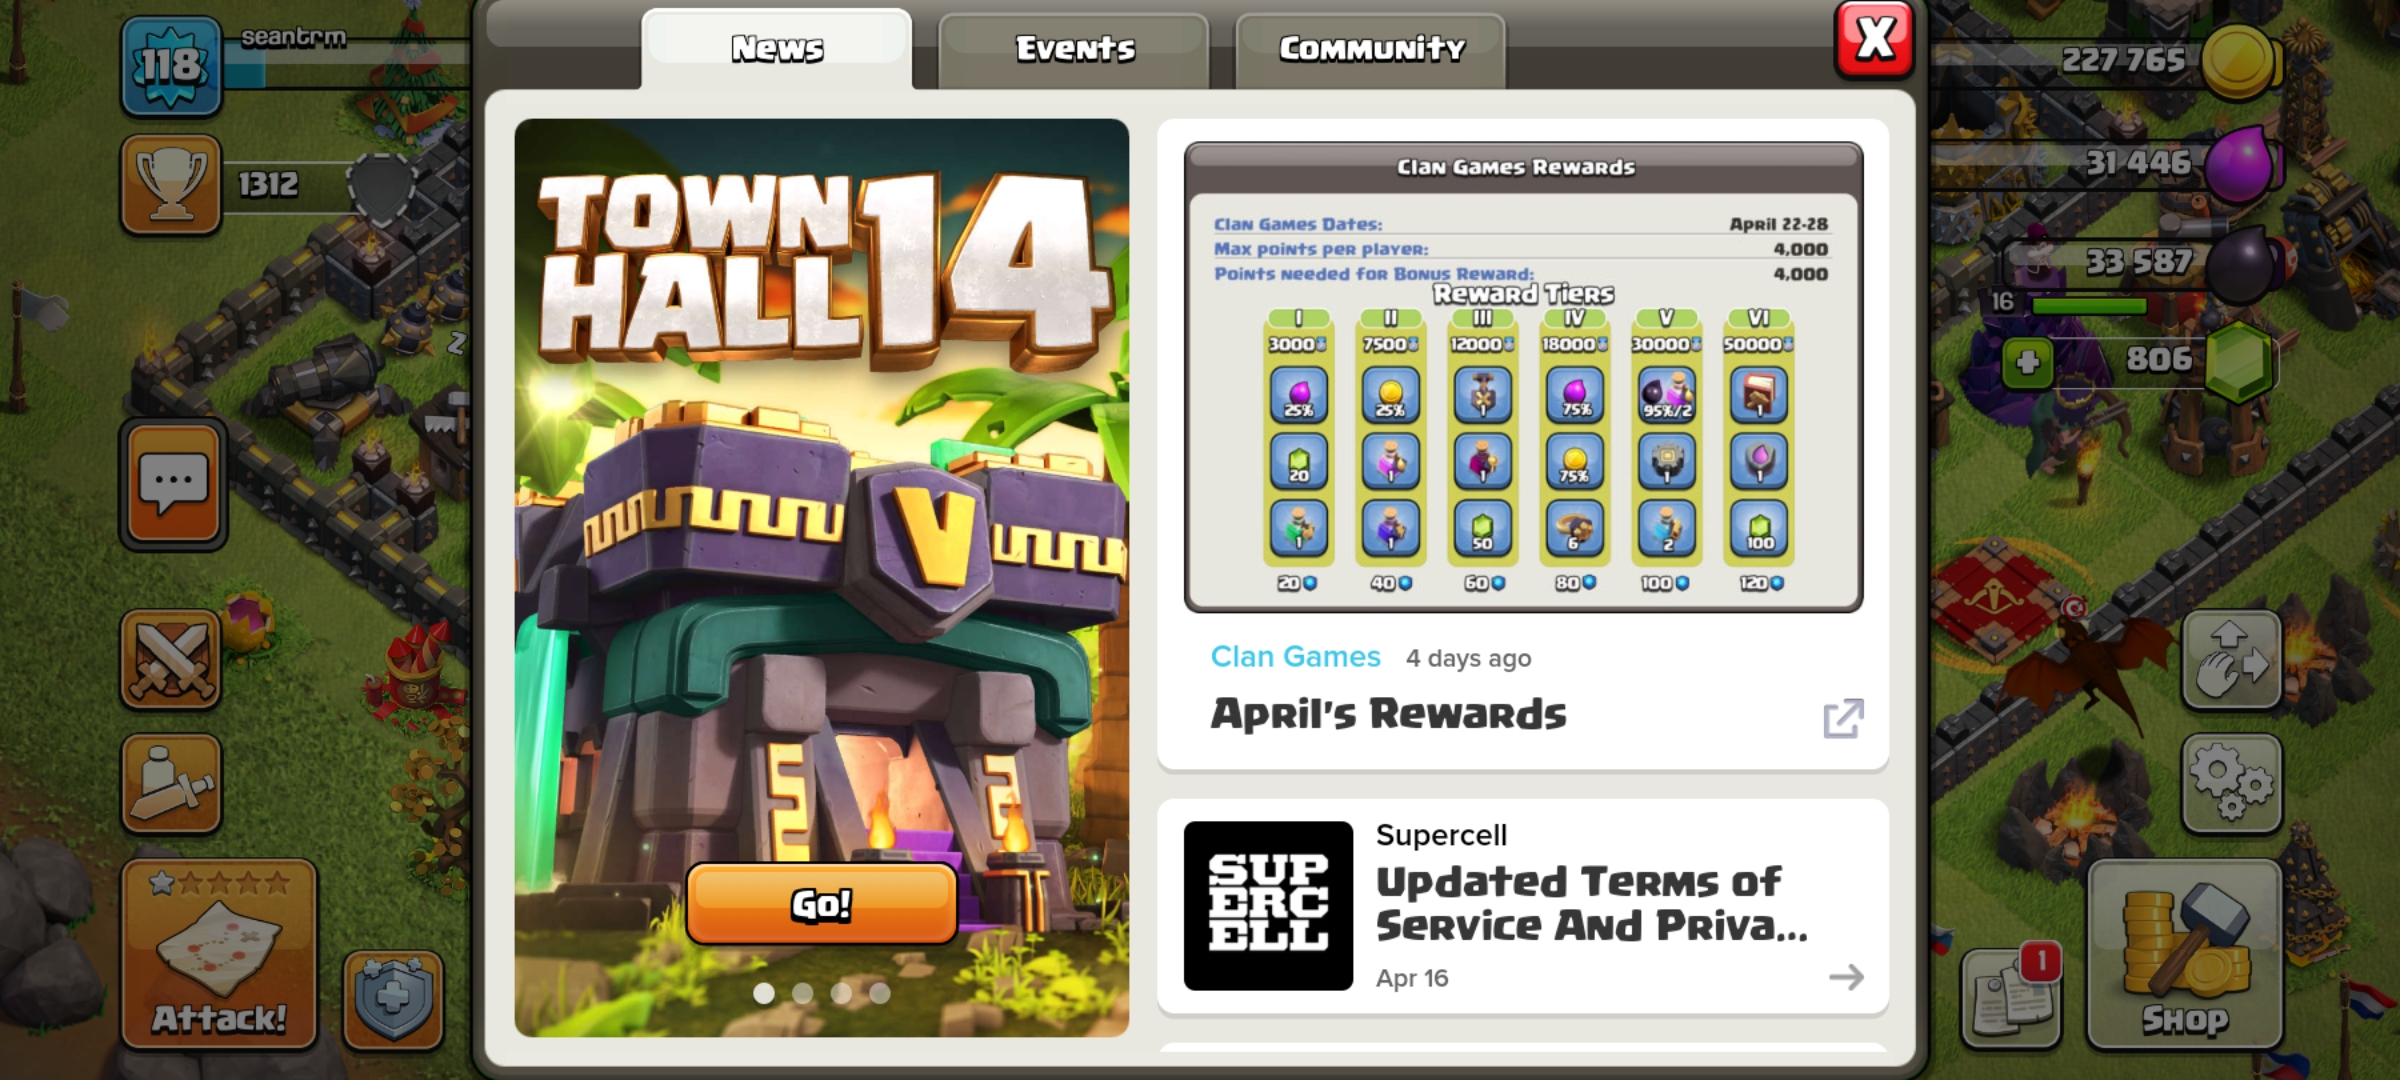 118
seantrm
1312
2
Attack!
News
Events
Community
X
TOWN
HALL 14
V
Go!
Clan Games Rewards
Clan Games Dates: April 22-28
Max points per player: 4,000
Points needed for Bonus Reward: 4,000
Reward Tiers
I II III IV V VI
3000 7500 12000 18000 30000 50000
25% 25% 1 75% 95%/2 1
20 1 1 75% 1 1
1 1 50 6 2 100
20 40 60 80 100 120
Clan Games 4 days ago
April's Rewards
SUP
ERC
ELL
Supercell
Updated Terms of
Service And Priva...
Apr 16
227 765
31 446
33 587
16
806
1
Shop